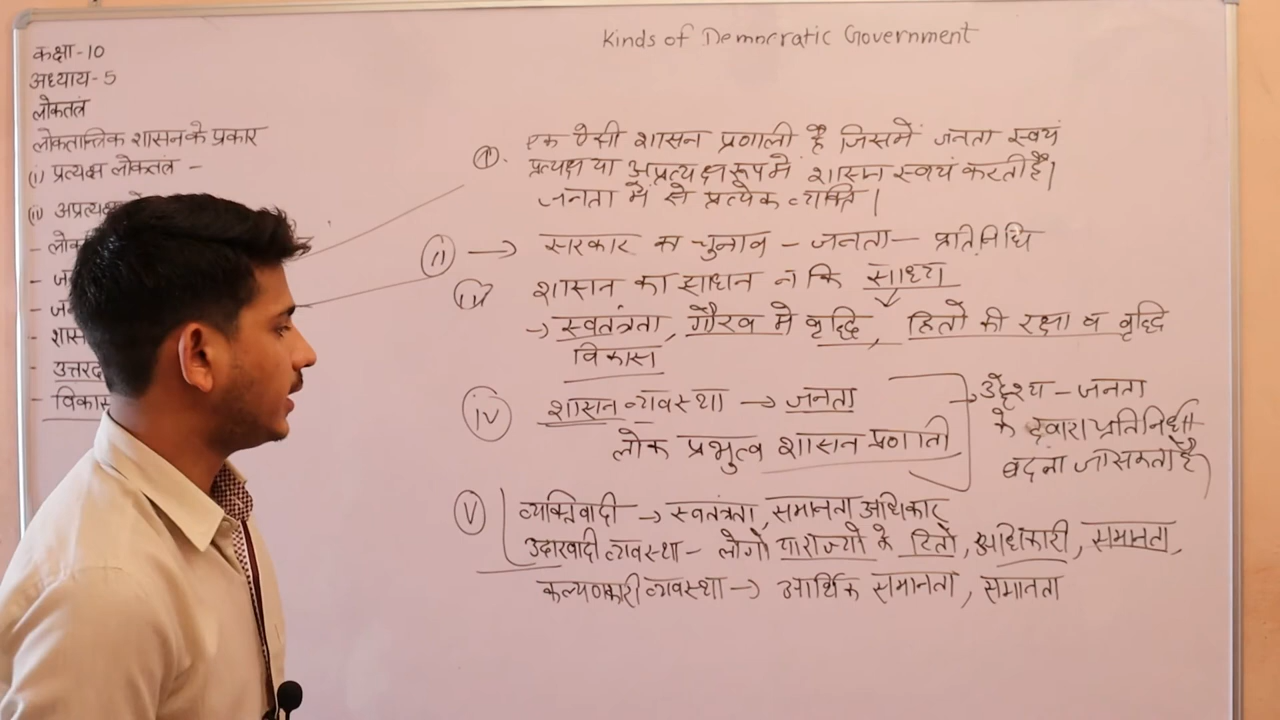 Kinds of Democratic Government
कक्षा-10
अध्याय-5
लोकतंत्र
लोकतान्त्रिक शासन के प्रकार
(i) प्रत्यक्ष लोकतंत्र -
(ii) अप्रत्यक्ष
- लोक
- ज
- जन
- शास
- उत्तरद
- विकास
①. एक ऐसी शासन प्रणाली है जिसमें जनता स्वयं
प्रत्यक्ष या अप्रत्यक्ष रूप में शासन स्वयं करती है।
जनता में से प्रत्येक व्यक्ति।
(ii) → सरकार का चुनाव - जनता - प्रतिनिधि
iii शासन का साधन न कि साध्य
→ स्वतंत्रता, गौरव में वृद्धि, हितों की रक्षा व वृद्धि
विकास
iv शासन व्यवस्था → जनता
लोक प्रभुत्व शासन प्रणाली
→ उद्देश्य - जनता
के द्वारा प्रतिनिधी
बदला जा सकता है
V व्यक्तिवादी → स्वतंत्रता, समानता अधिकार
उदारवादी व्यवस्था - लोगों या राज्यों के हितों, अधिकारी, समानता,
कल्याणकारी व्यवस्था → आर्थिक समानता, समानता